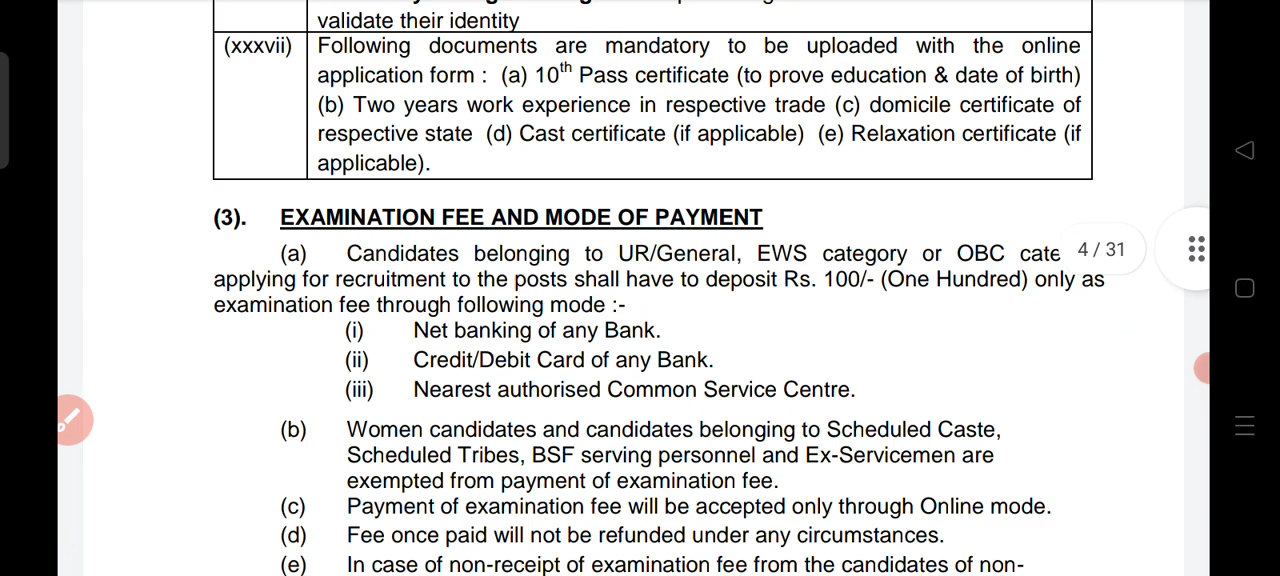 validate their identity
(xxxvii) Following documents are mandatory to be uploaded with the online
application form : (a) 10th Pass certificate (to prove education & date of birth)
(b) Two years work experience in respective trade (c) domicile certificate of
respective state (d) Cast certificate (if applicable) (e) Relaxation certificate (if
applicable).
(3). EXAMINATION FEE AND MODE OF PAYMENT
(a) Candidates belonging to UR/General, EWS category or OBC cate
4 / 31
applying for recruitment to the posts shall have to deposit Rs. 100/- (One Hundred) only as
examination fee through following mode :-
(i) Net banking of any Bank.
(ii) Credit/Debit Card of any Bank.
(iii) Nearest authorised Common Service Centre.
(b) Women candidates and candidates belonging to Scheduled Caste,
Scheduled Tribes, BSF serving personnel and Ex-Servicemen are
exempted from payment of examination fee.
(c) Payment of examination fee will be accepted only through Online mode.
(d) Fee once paid will not be refunded under any circumstances.
(e) In case of non-receipt of examination fee from the candidates of non-